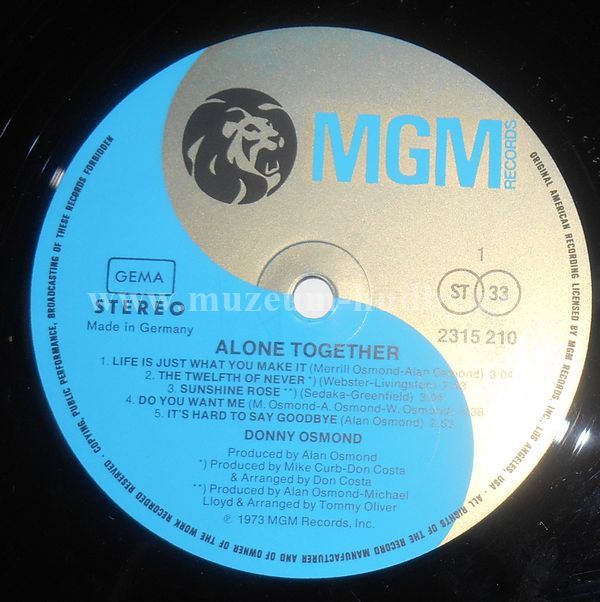 MGM
RECORDS
COPYING, PUBLIC PERFORMANCE, BROADCASTING OF THESE RECORDS FORBIDDEN
ORIGINAL AMERICAN RECORDING LICENSED BY MGM RECORDS, INC., LOS ANGELES, USA · ALL RIGHTS OF THE RECORD MANUFACTURER AND OF OWNER OF THE WORK RECORDED RESERVED ·
GEMA
STEREO
Made in Germany
1
ST 33
2315 210
ALONE TOGETHER
1. LIFE IS JUST WHAT YOU MAKE IT (Merrill Osmond-Alan Osmond) 3:04
2. THE TWELFTH OF NEVER *) (Webster-Livingston)
3. SUNSHINE ROSE **) (Sedaka-Greenfield)
4. DO YOU WANT ME (M. Osmond-A. Osmond-W. Osmond)
5. IT'S HARD TO SAY GOODBYE (Alan Osmond) 2:53
DONNY OSMOND
Produced by Alan Osmond
*) Produced by Mike Curb-Don Costa
& Arranged by Don Costa
**) Produced by Alan Osmond-Michael
Lloyd & Arranged by Tommy Oliver
℗ 1973 MGM Records, Inc.